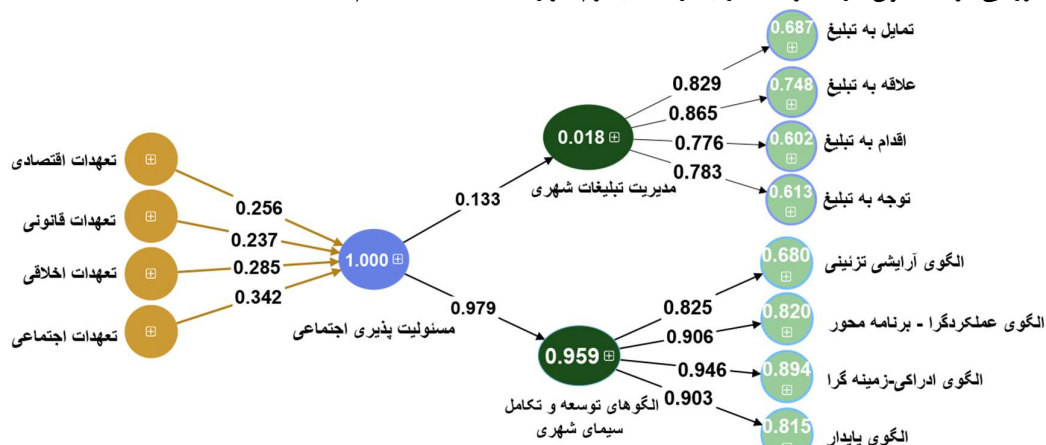 تعهدات اقتصادی
تعهدات قانونی
تعهدات اخلاقی
تعهدات اجتماعی
0.256
0.237
0.285
0.342
1.000
مسئولیت پذیری اجتماعی
0.133
0.979
0.018
مدیریت تبلیغات شهری
0.829
0.865
0.776
0.783
0.687
تمایل به تبلیغ
0.748
علاقه به تبلیغ
0.602
اقدام به تبلیغ
0.613
توجه به تبلیغ
0.959
الگوهای توسعه و تکامل
سیمای شهری
0.825
0.906
0.946
0.903
0.680
الگوی آرایشی تزئینی
0.820
الگوی عملکردگرا - برنامه محور
0.894
الگوی ادراکی-زمینه گرا
0.815
الگوی پایدار